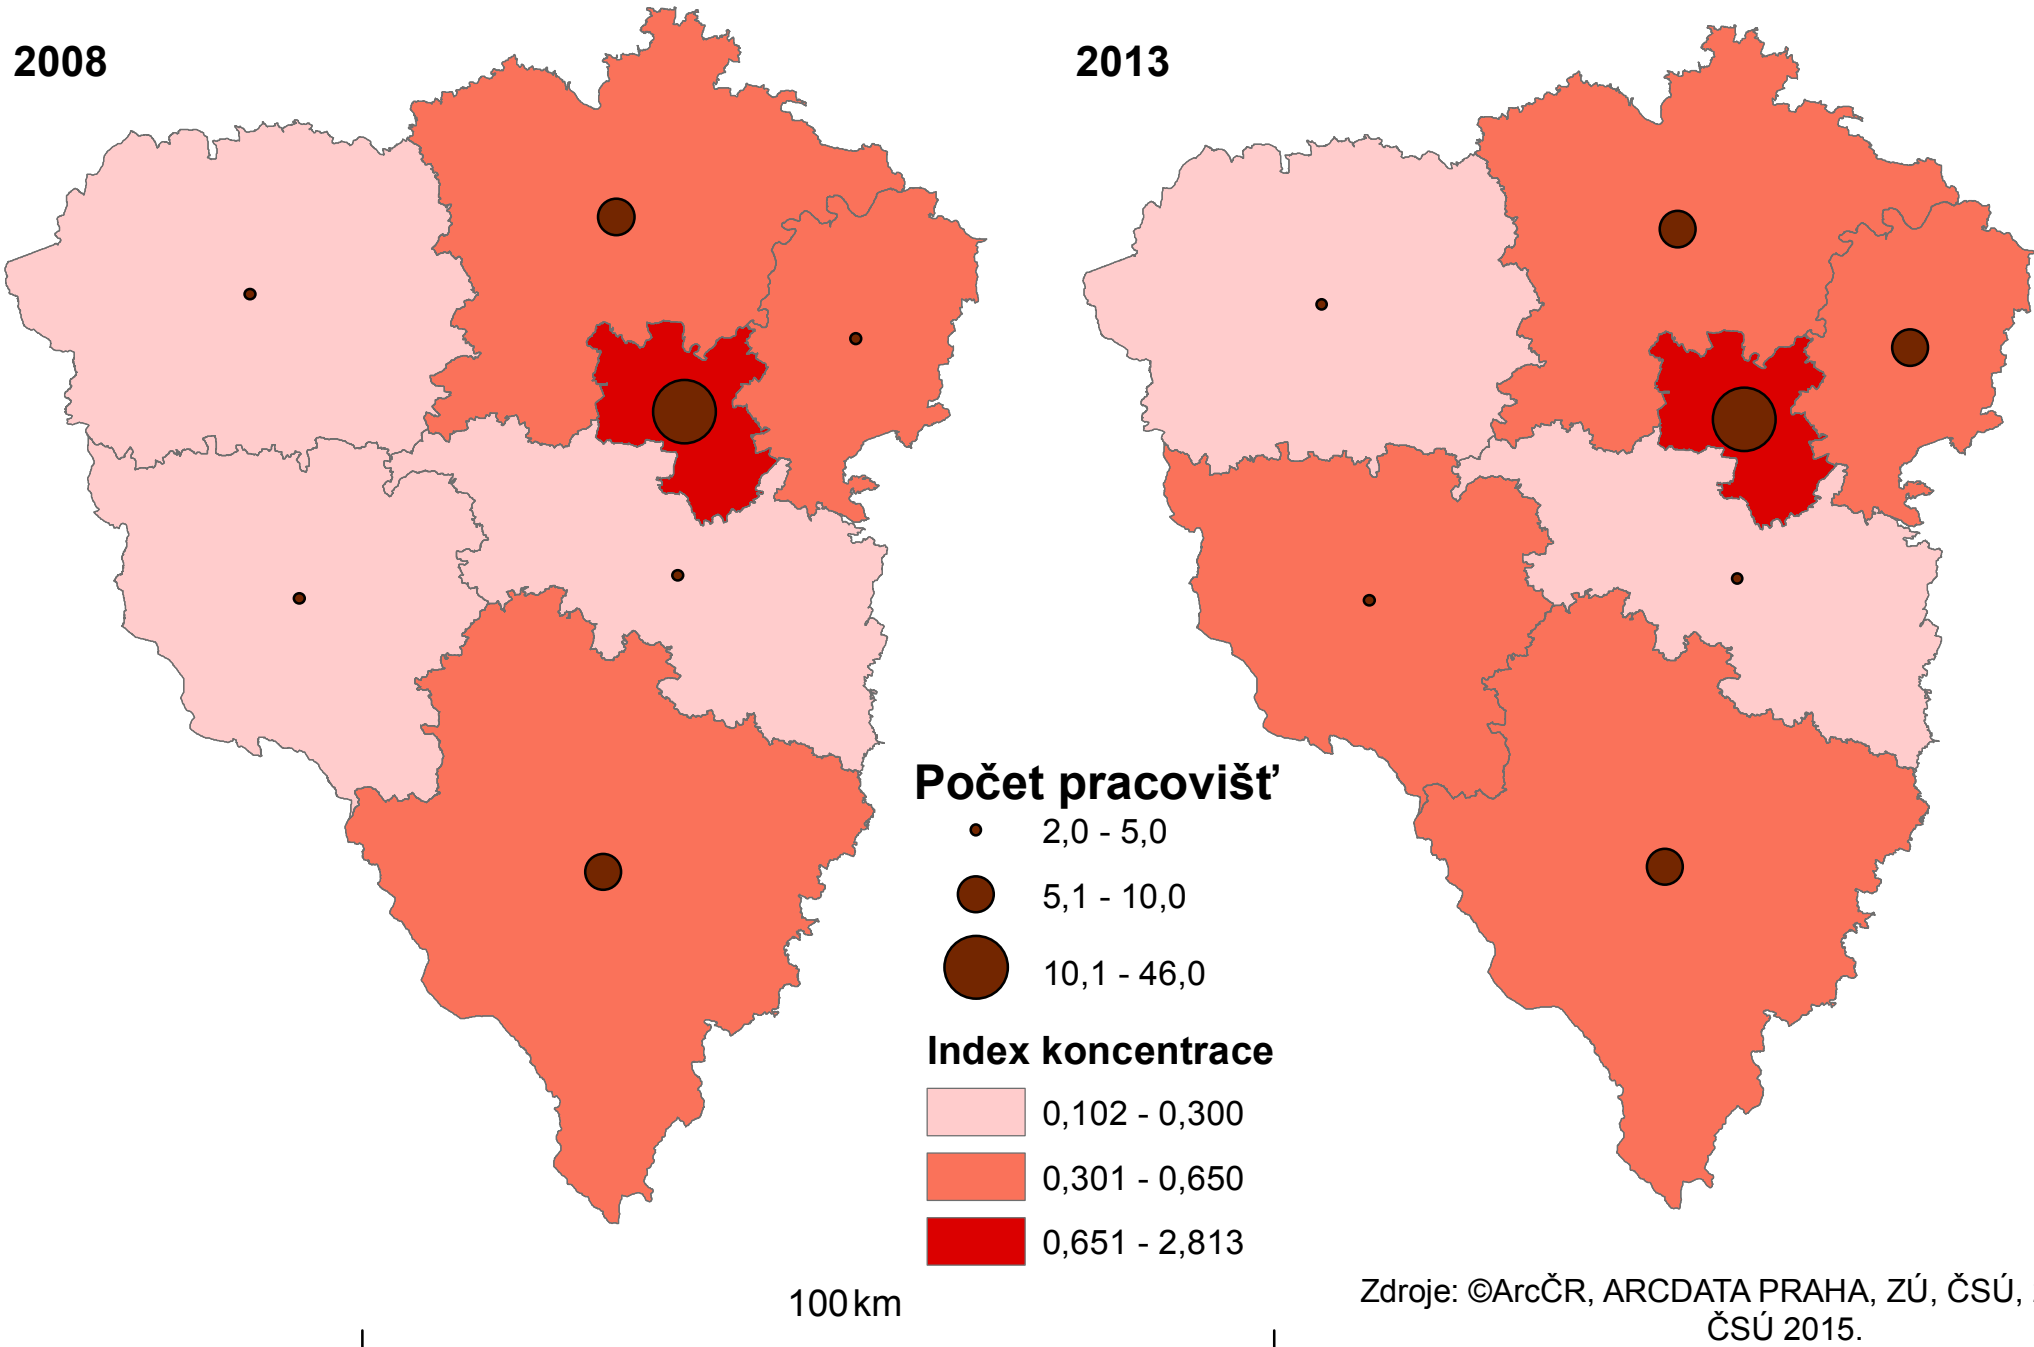 2008
2013
Počet pracovišť
2,0 - 5,0
5,1 - 10,0
10,1 - 46,0
Index koncentrace
0,102 - 0,300
0,301 - 0,650
0,651 - 2,813
100 km
Zdroje: ©ArcČR, ARCDATA PRAHA, ZÚ, ČSÚ,
ČSÚ 2015.